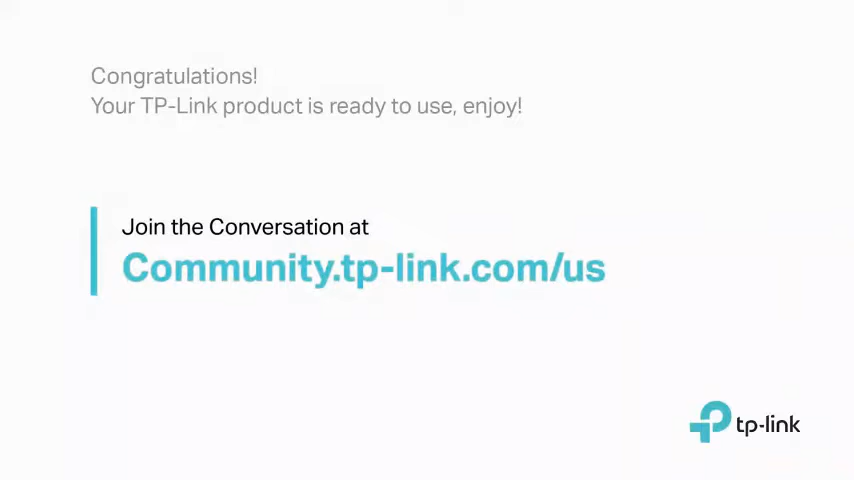 Congratulations!
Your TP-Link product is ready to use, enjoy!
Join the Conversation at
Community.tp-link.com/us
tp-link